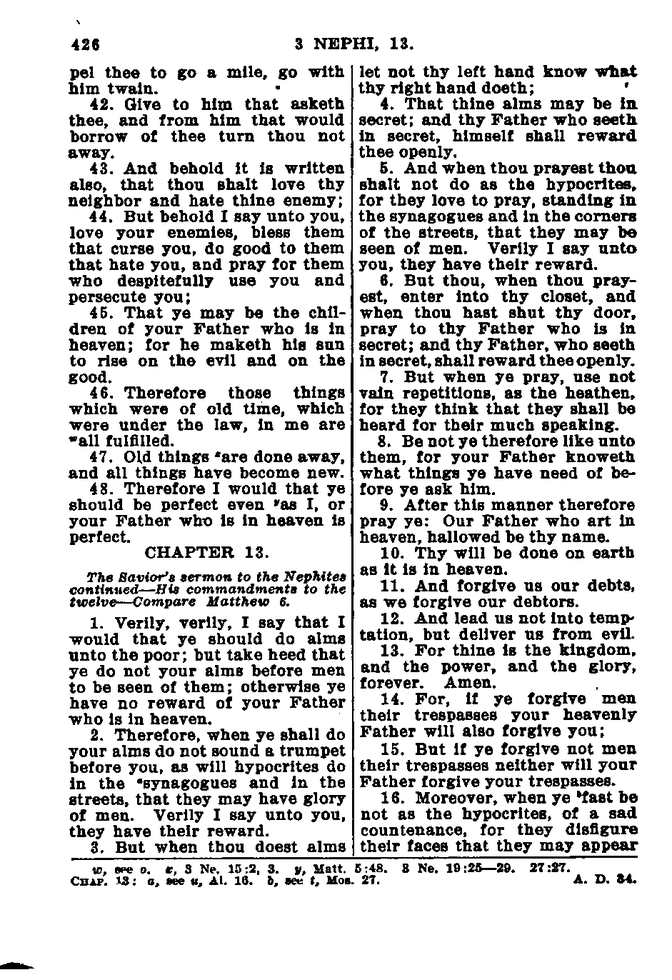 426
3 NEPHI, 13.
pel thee to go a mile, go with
him twain.
42. Give to him that asketh
thee, and from him that would
borrow of thee turn thou not
away.
43. And behold it is written
also, that thou shalt love thy
neighbor and hate thine enemy;
44. But behold I say unto you,
love your enemies, bless them
that curse you, do good to them
that hate you, and pray for them
who despitefully use you and
persecute you;
45. That ye may be the chil-
dren of your Father who is in
heaven; for he maketh his sun
to rise on the evil and on the
good.
46. Therefore those things
which were of old time, which
were under the law, in me are
ʷall fulfilled.
47. Old things ˣare done away,
and all things have become new.
48. Therefore I would that ye
should be perfect even ʸas I, or
your Father who is in heaven is
perfect.
CHAPTER 13.
The Savior's sermon to the Nephites
continued—His commandments to the
twelve—Compare Matthew 6.
1. Verily, verily, I say that I
would that ye should do alms
unto the poor; but take heed that
ye do not your alms before men
to be seen of them; otherwise ye
have no reward of your Father
who is in heaven.
2. Therefore, when ye shall do
your alms do not sound a trumpet
before you, as will hypocrites do
in the ᵃsynagogues and in the
streets, that they may have glory
of men. Verily I say unto you,
they have their reward.
3. But when thou doest alms
let not thy left hand know what
thy right hand doeth;
4. That thine alms may be in
secret; and thy Father who seeth
in secret, himself shall reward
thee openly.
5. And when thou prayest thou
shalt not do as the hypocrites,
for they love to pray, standing in
the synagogues and in the corners
of the streets, that they may be
seen of men. Verily I say unto
you, they have their reward.
6. But thou, when thou pray-
est, enter into thy closet, and
when thou hast shut thy door,
pray to thy Father who is in
secret; and thy Father, who seeth
in secret, shall reward thee openly.
7. But when ye pray, use not
vain repetitions, as the heathen,
for they think that they shall be
heard for their much speaking.
8. Be not ye therefore like unto
them, for your Father knoweth
what things ye have need of be-
fore ye ask him.
9. After this manner therefore
pray ye: Our Father who art in
heaven, hallowed be thy name.
10. Thy will be done on earth
as it is in heaven.
11. And forgive us our debts,
as we forgive our debtors.
12. And lead us not into temp-
tation, but deliver us from evil.
13. For thine is the kingdom,
and the power, and the glory,
forever. Amen.
14. For, if ye forgive men
their trespasses your heavenly
Father will also forgive you;
15. But if ye forgive not men
their trespasses neither will your
Father forgive your trespasses.
16. Moreover, when ye ᵇfast be
not as the hypocrites, of a sad
countenance, for they disfigure
their faces that they may appear
w, see o. x, 3 Ne. 15:2, 3. y, Matt. 5:48. 3 Ne. 19:25—29. 27:27.
CHAP. 13: a, see u, Al. 16. b, see t, Mos. 27.
A. D. 34.